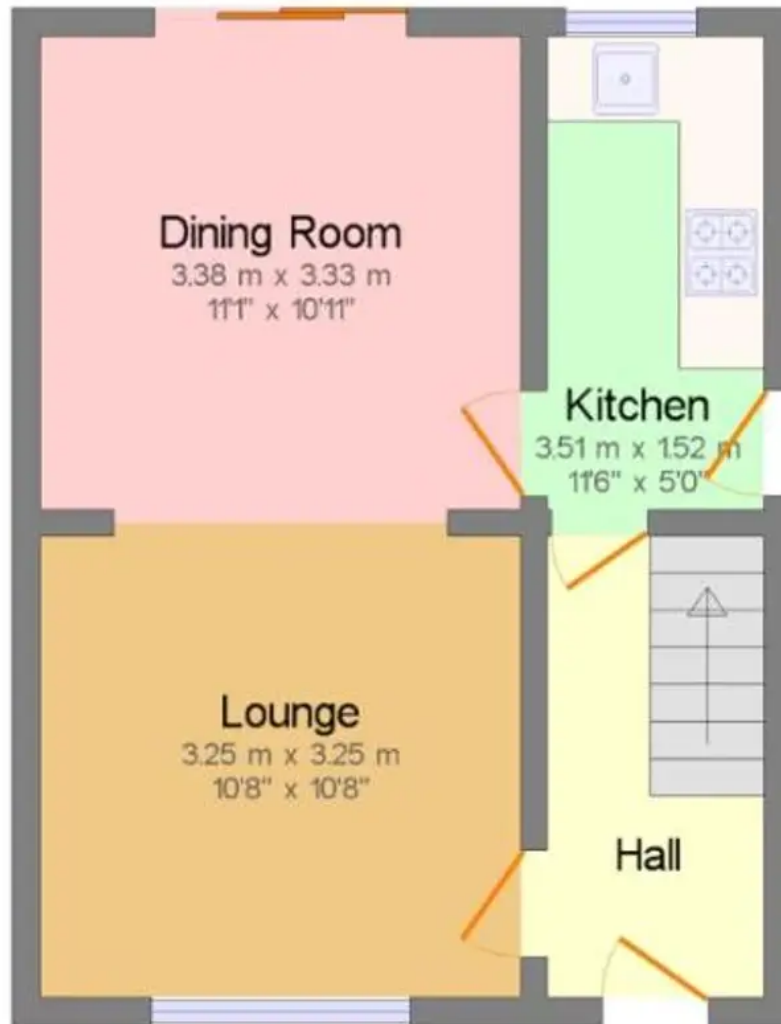 Dining Room
3.38 m x 3.33 m
11'1" x 10'11"
Kitchen
3.51 m x 1.52 m
11'6" x 5'0"
Lounge
3.25 m x 3.25 m
10'8" x 10'8"
Hall